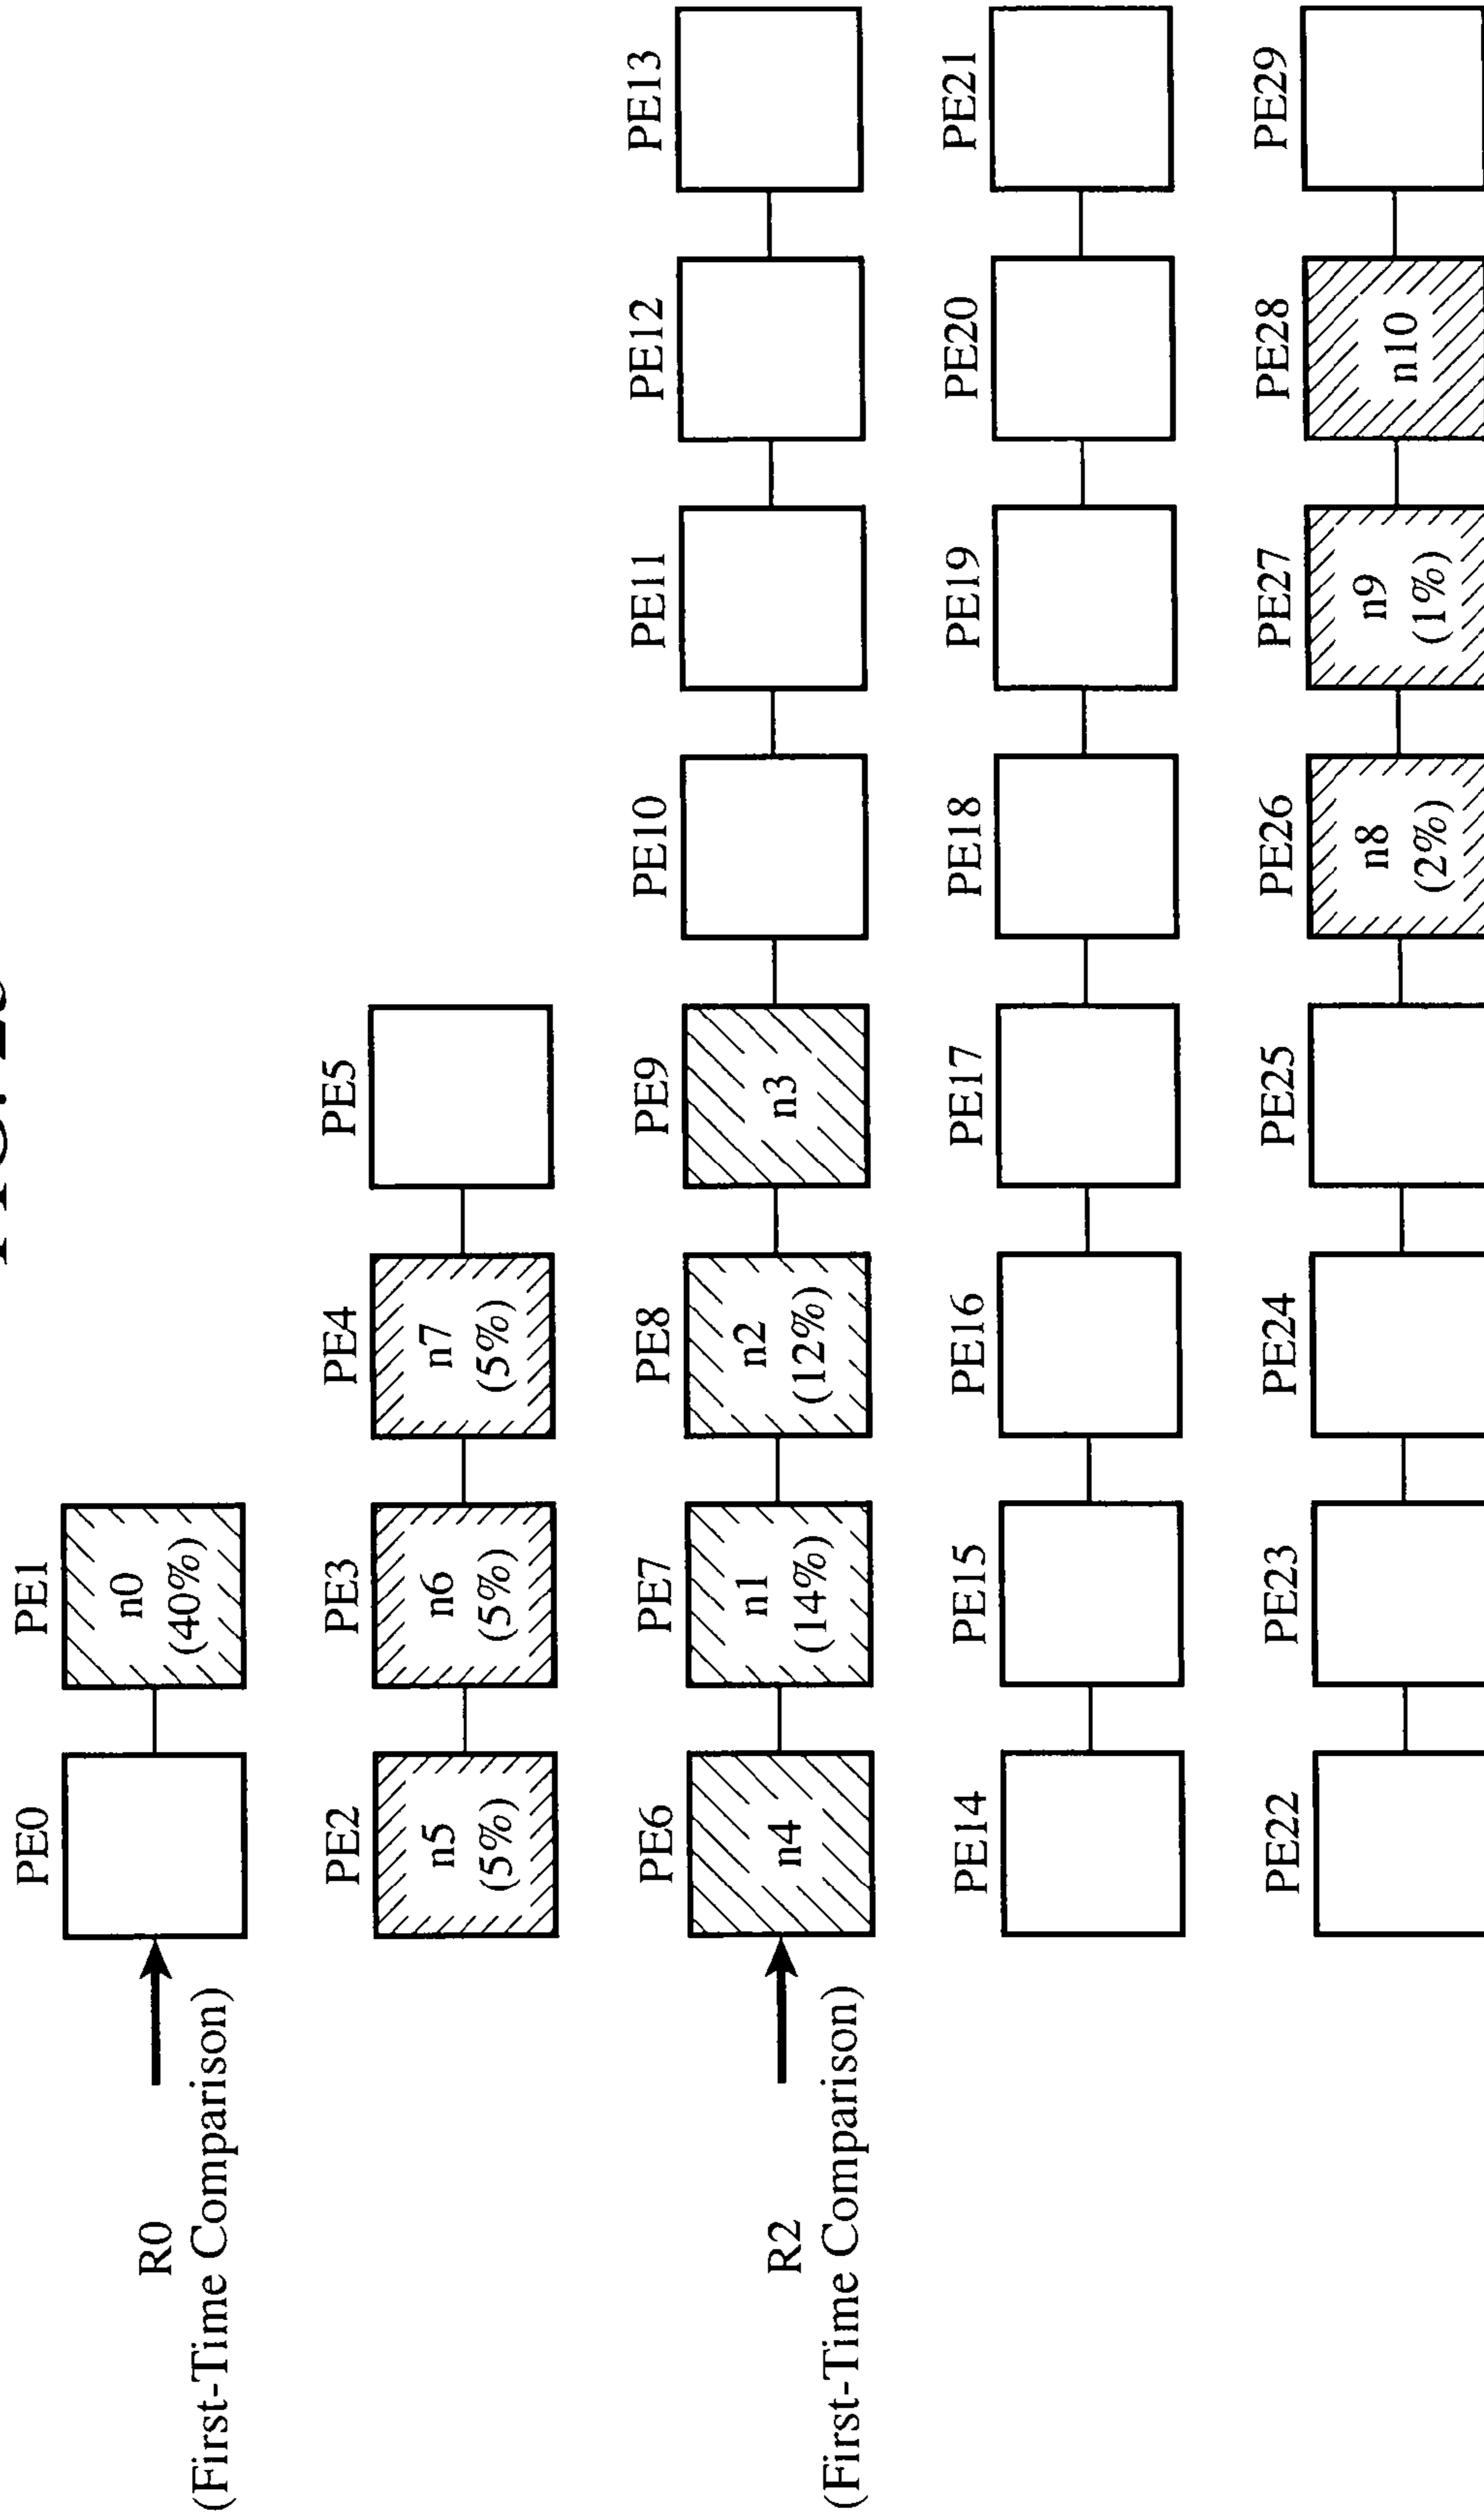 PE0 PE1
n0
(40%)
R0
(First-Time Comparison)
PE2 PE3 PE4 PE5
n5 n6 n7
(5%) (5%) (5%)
PE6 PE7 PE8 PE9 PE10 PE11 PE12 PE13
n4 n1 n2 n3
(14%) (12%)
R2
(First-Time Comparison)
PE14 PE15 PE16 PE17 PE18 PE19 PE20 PE21
PE22 PE23 PE24 PE25 PE26 PE27 PE28 PE29
n8 n9 n10
(2%) (1%)